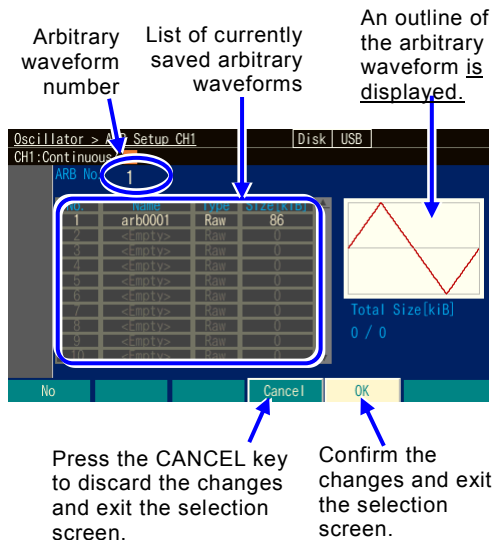 Arbitrary
waveform
number
List of currently
saved arbitrary
waveforms
An outline of
the arbitrary
waveform is
displayed.
Oscillator > Setup CH1
Disk USB
CH1:Continuous
ARB No 1
No. Name Type Size[kiB]
1 arb0001 Raw 86
2 <Empty> Raw 0
3 <Empty> Raw 0
4 <Empty> Raw 0
5 <Empty> Raw 0
6 <Empty> Raw 0
7 <Empty> Raw 0
8 <Empty> Raw 0
9 <Empty> Raw 0
10 <Empty> Raw 0
Total Size[kiB]
0 / 0
No Cancel OK
Press the CANCEL key
to discard the changes
and exit the selection
screen.
Confirm the
changes and exit
the selection
screen.